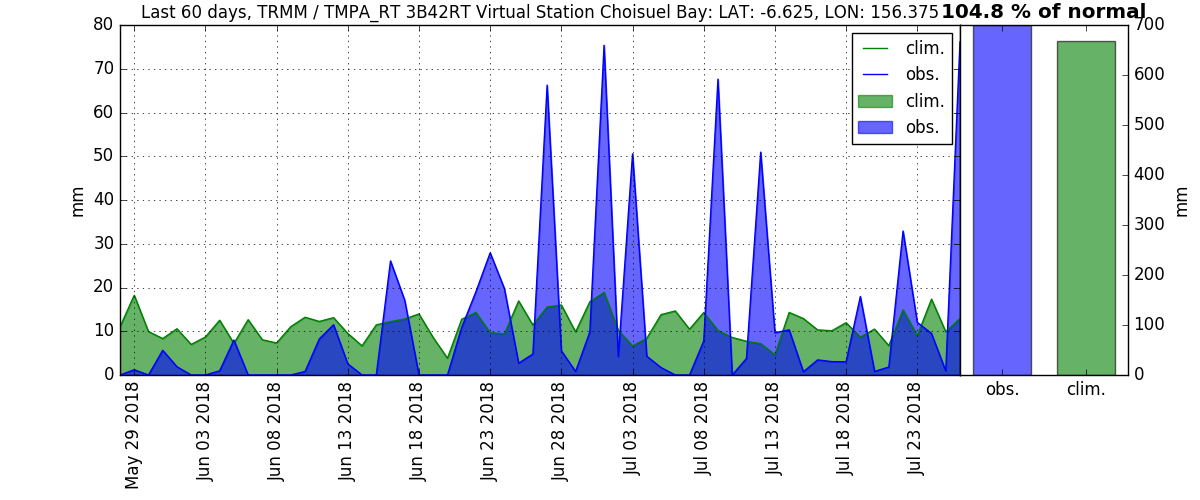 Last 60 days, TRMM / TMPA_RT 3B42RT Virtual Station Choisuel Bay: LAT: -6.625, LON: 156.375
104.8 % of normal
80
70
60
50
40
30
20
10
0
mm
clim.
obs.
clim.
obs.
700
600
500
400
300
200
100
0
mm
obs.
clim.
May 29 2018
Jun 03 2018
Jun 08 2018
Jun 13 2018
Jun 18 2018
Jun 23 2018
Jun 28 2018
Jul 03 2018
Jul 08 2018
Jul 13 2018
Jul 18 2018
Jul 23 2018